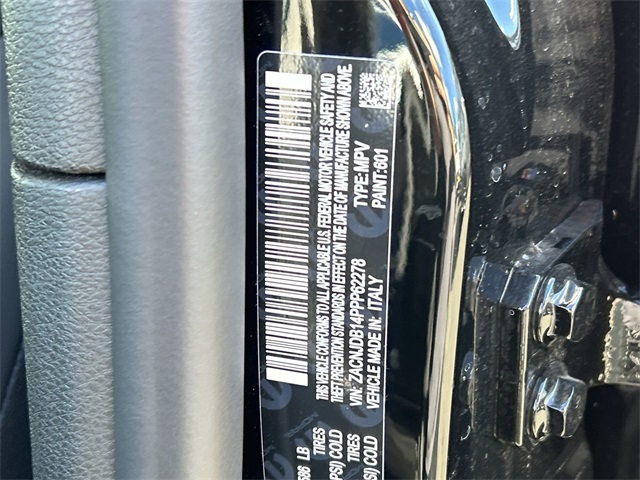 THIS VEHICLE CONFORMS TO ALL APPLICABLE U.S. FEDERAL MOTOR VEHICLE SAFETY AND
THEFT PREVENTION STANDARDS IN EFFECT ON THE DATE OF MANUFACTURE SHOWN ABOVE.
VIN: ZACNJDB14PPP62278 TYPE: MPV
VEHICLE MADE IN: ITALY PAINT: 601
LB
TIRES
(PSI) COLD
TIRES
(PSI) COLD